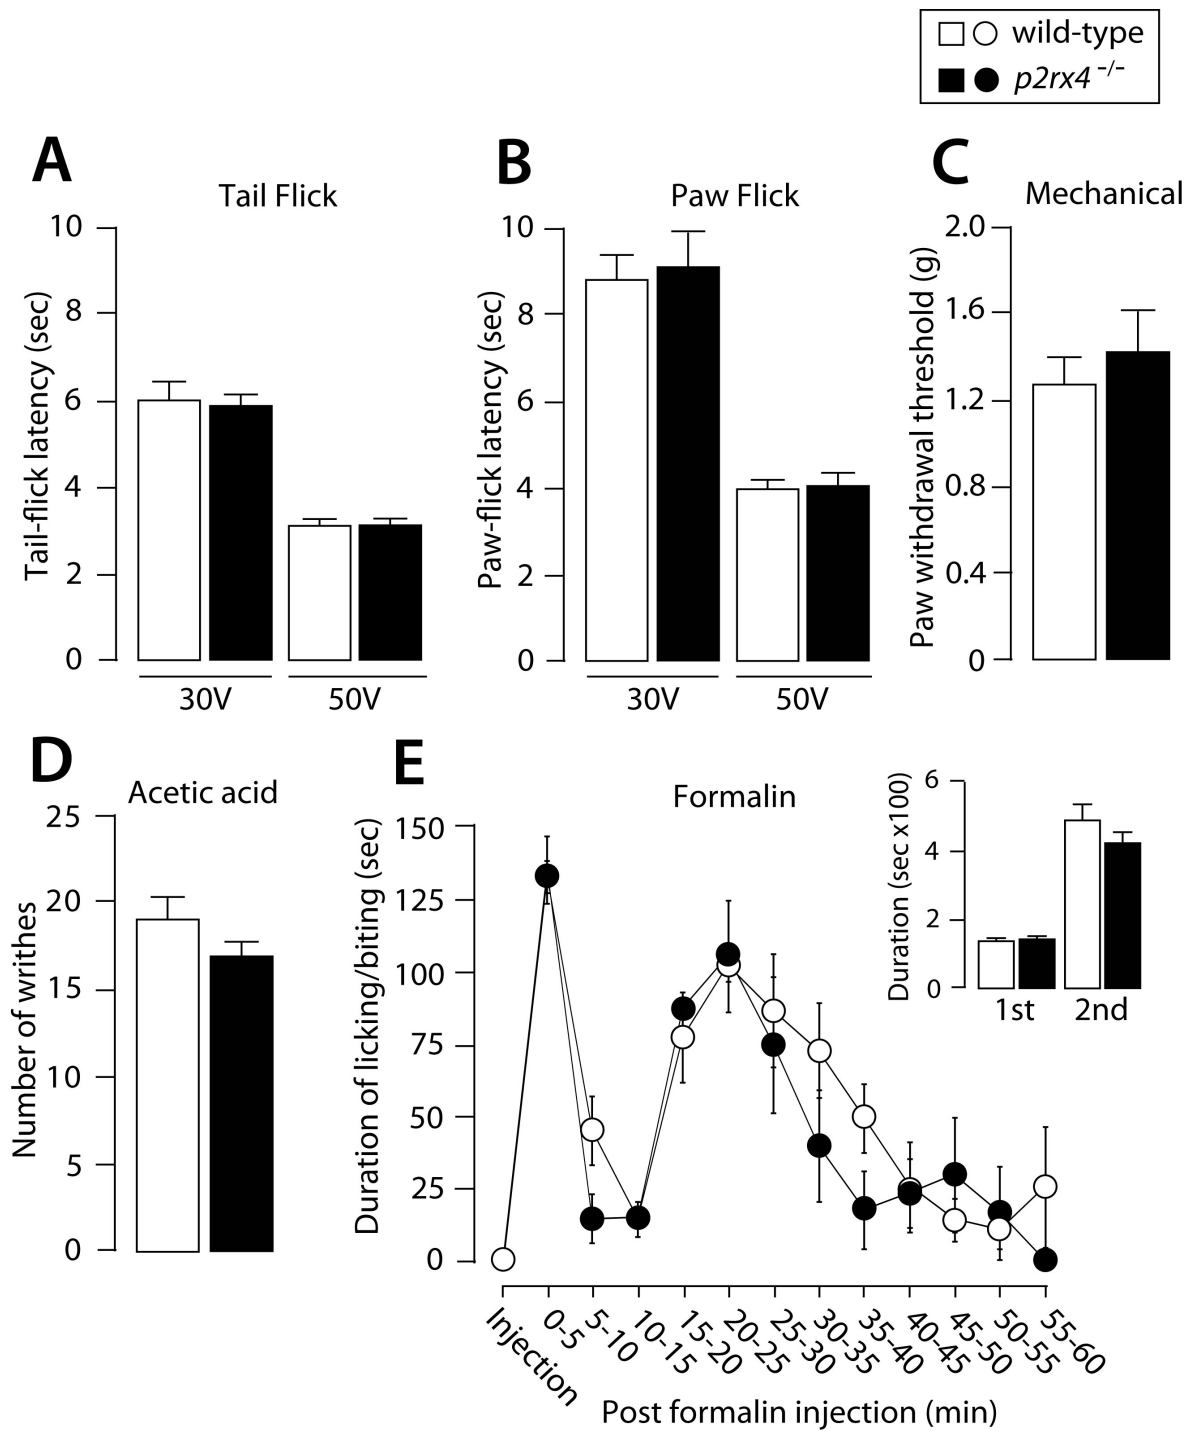 wild-type
p2rx4 -/-
A
Tail Flick
Tail-flick latency (sec)
10
8
6
4
2
0
30V
50V
B
Paw Flick
Paw-flick latency (sec)
10
8
6
4
2
0
30V
50V
C
Mechanical
Paw withdrawal threshold (g)
2.0
1.6
1.2
0.8
0.4
0
D
Acetic acid
Number of writhes
25
20
15
10
5
0
E
Formalin
Duration of licking/biting (sec)
150
125
100
75
50
25
0
Injection
0-5
5-10
10-15
15-20
20-25
25-30
30-35
35-40
40-45
45-50
50-55
55-60
Post formalin injection (min)
Duration (sec x100)
6
4
2
0
1st
2nd